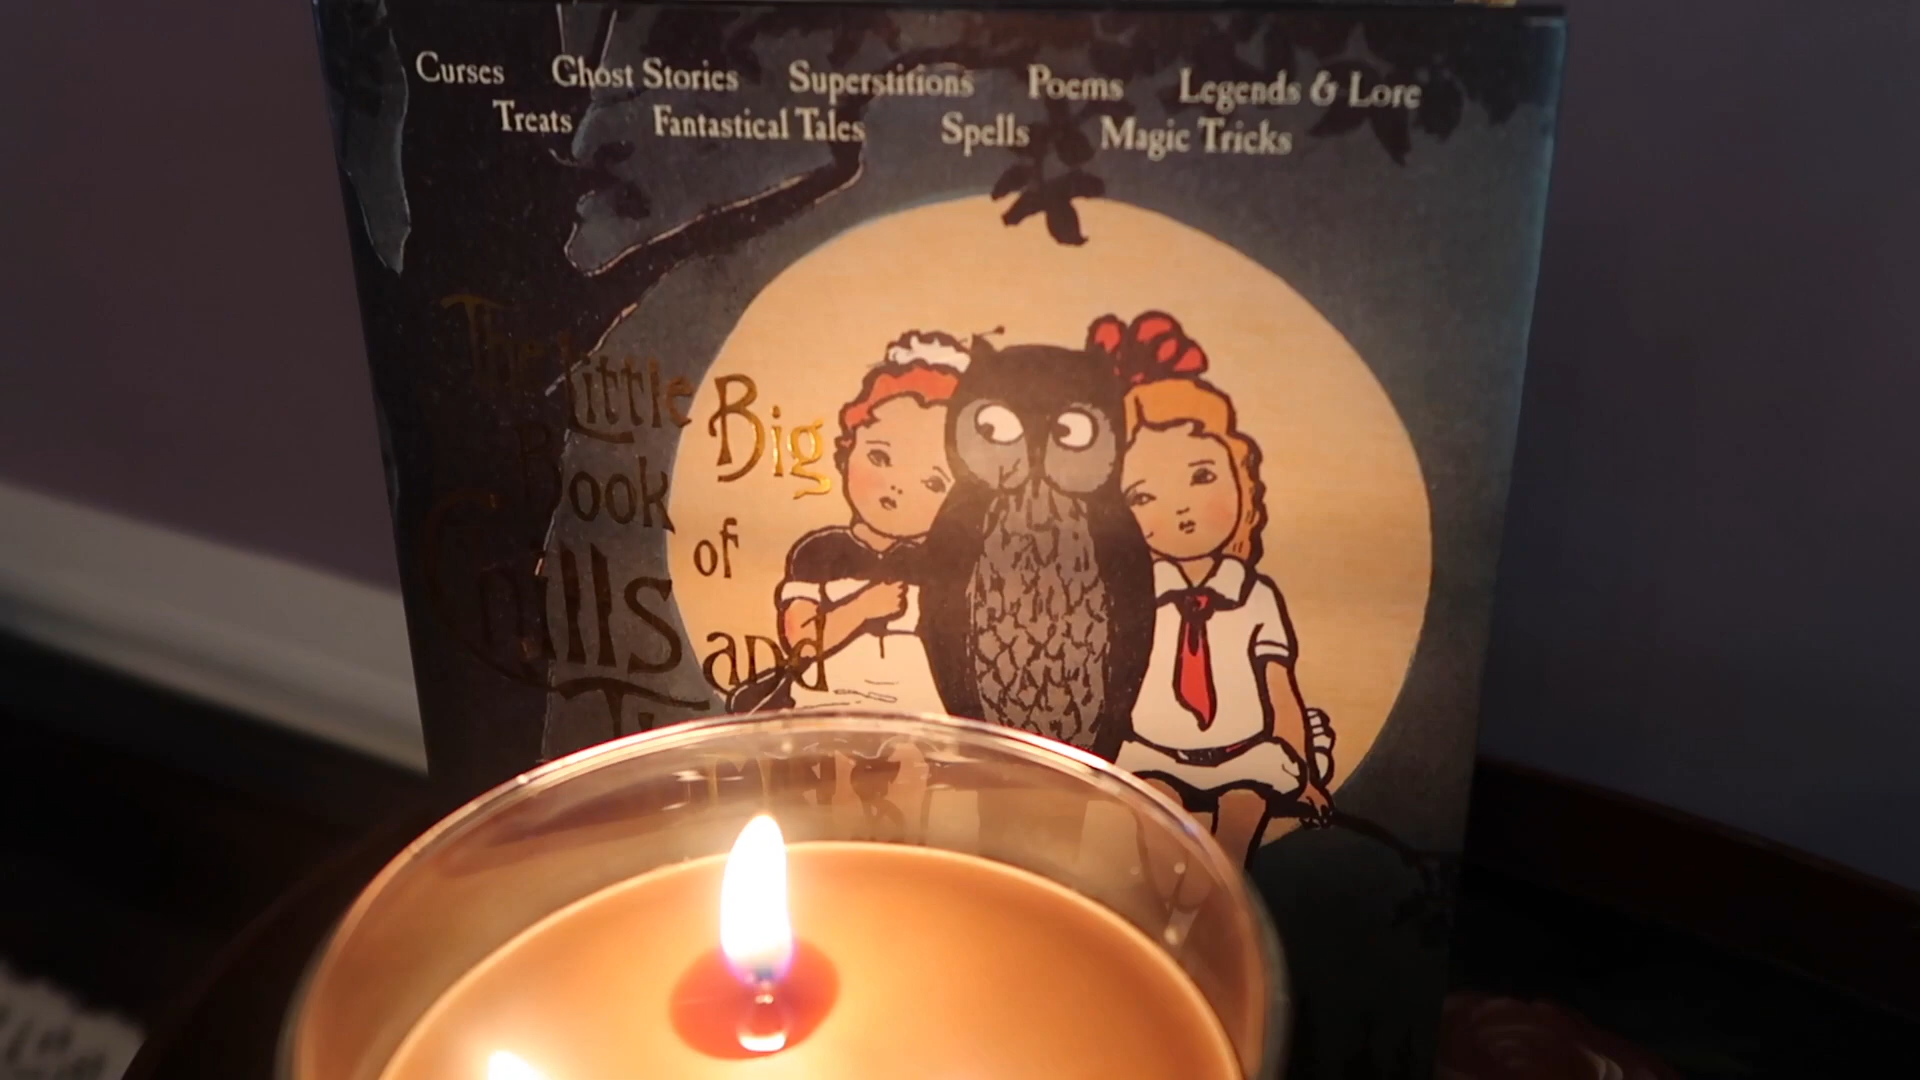 Curses Ghost Stories Superstitions Poems Legends & Lore
Treats Fantastical Tales Spells Magic Tricks
The Little Big
Book of
Chills and